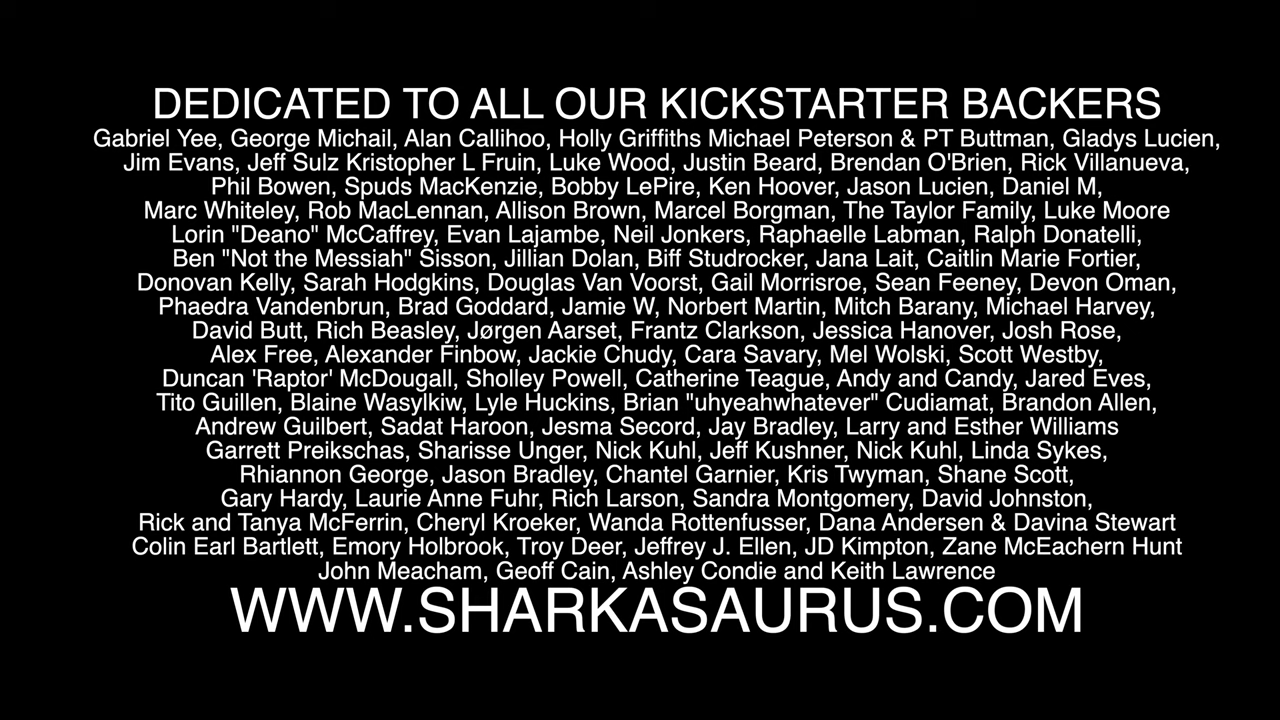 DEDICATED TO ALL OUR KICKSTARTER BACKERS
Gabriel Yee, George Michail, Alan Callihoo, Holly Griffiths Michael Peterson & PT Buttman, Gladys Lucien,
Jim Evans, Jeff Sulz Kristopher L Fruin, Luke Wood, Justin Beard, Brendan O'Brien, Rick Villanueva,
Phil Bowen, Spuds MacKenzie, Bobby LePire, Ken Hoover, Jason Lucien, Daniel M,
Marc Whiteley, Rob MacLennan, Allison Brown, Marcel Borgman, The Taylor Family, Luke Moore
Lorin "Deano" McCaffrey, Evan Lajambe, Neil Jonkers, Raphaelle Labman, Ralph Donatelli,
Ben "Not the Messiah" Sisson, Jillian Dolan, Biff Studrocker, Jana Lait, Caitlin Marie Fortier,
Donovan Kelly, Sarah Hodgkins, Douglas Van Voorst, Gail Morrisroe, Sean Feeney, Devon Oman,
Phaedra Vandenbrun, Brad Goddard, Jamie W, Norbert Martin, Mitch Barany, Michael Harvey,
David Butt, Rich Beasley, Jørgen Aarset, Frantz Clarkson, Jessica Hanover, Josh Rose,
Alex Free, Alexander Finbow, Jackie Chudy, Cara Savary, Mel Wolski, Scott Westby,
Duncan 'Raptor' McDougall, Sholley Powell, Catherine Teague, Andy and Candy, Jared Eves,
Tito Guillen, Blaine Wasylkiw, Lyle Huckins, Brian "uhyeahwhatever" Cudiamat, Brandon Allen,
Andrew Guilbert, Sadat Haroon, Jesma Secord, Jay Bradley, Larry and Esther Williams
Garrett Preikschas, Sharisse Unger, Nick Kuhl, Jeff Kushner, Nick Kuhl, Linda Sykes,
Rhiannon George, Jason Bradley, Chantel Garnier, Kris Twyman, Shane Scott,
Gary Hardy, Laurie Anne Fuhr, Rich Larson, Sandra Montgomery, David Johnston,
Rick and Tanya McFerrin, Cheryl Kroeker, Wanda Rottenfusser, Dana Andersen & Davina Stewart
Colin Earl Bartlett, Emory Holbrook, Troy Deer, Jeffrey J. Ellen, JD Kimpton, Zane McEachern Hunt
John Meacham, Geoff Cain, Ashley Condie and Keith Lawrence
WWW.SHARKASAURUS.COM